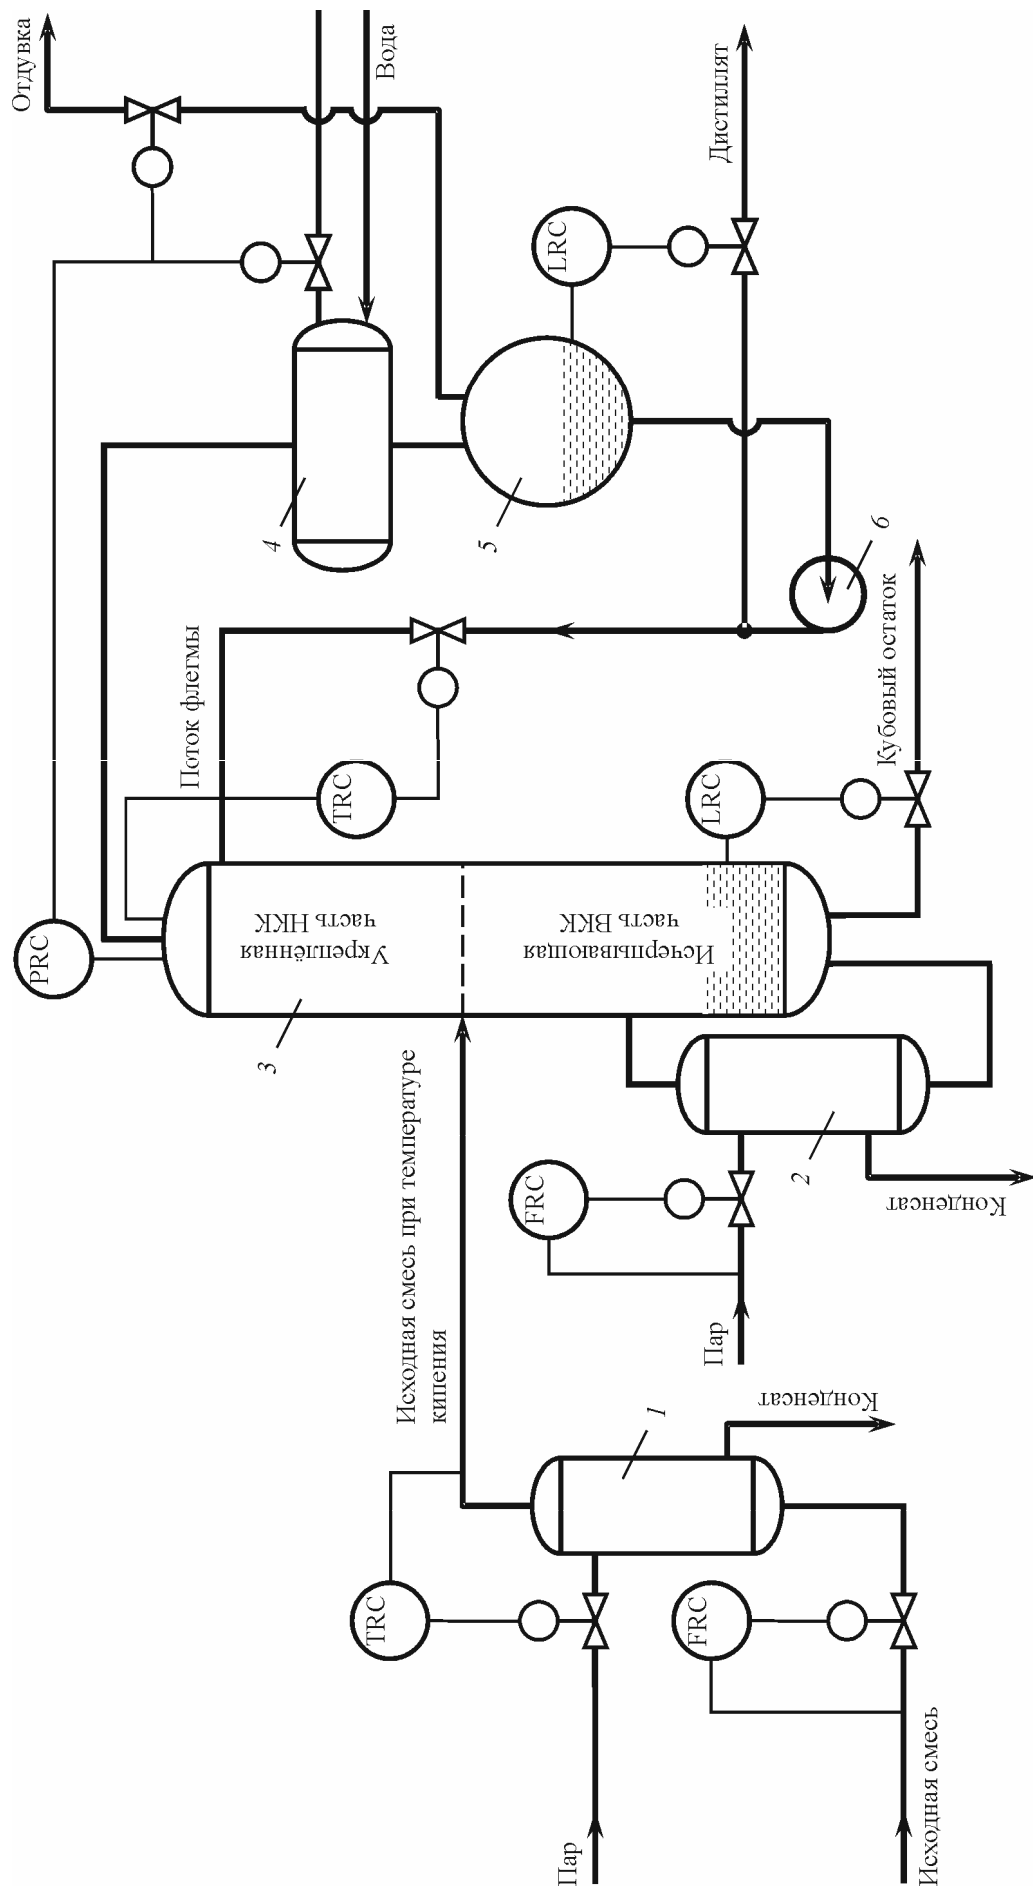 Отдувка
Вода
Дистиллят
LRC
4
5
6
Поток флегмы
Кубовый остаток
TRC
LRC
PRC
Укреплённая
часть НКК
Исчерпывающая
часть ВКК
3
Исходная смесь при температуре
кипения
2
FRC
Конденсат
Пар
1
Конденсат
TRC
FRC
Пар
Исходная смесь